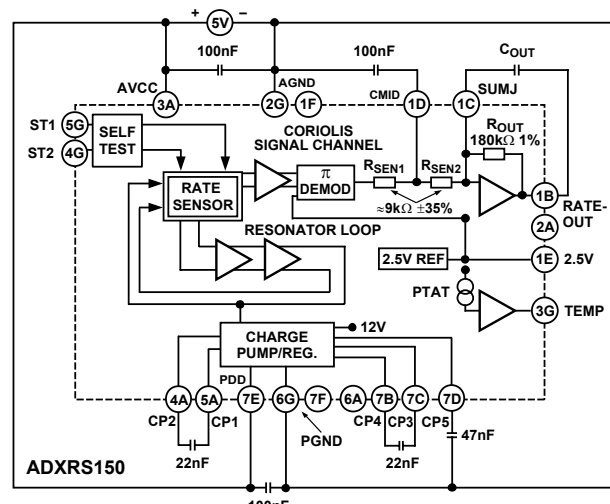 + 5V −
100nF
100nF
COUT
AVCC
AGND
CMID
SUMJ
3A
2G
1F
1D
1C
ST1
5G
ST2
4G
SELF
TEST
CORIOLIS
SIGNAL CHANNEL
ROUT
180kΩ 1%
RSEN1
RSEN2
π
DEMOD
RATE
SENSOR
≈9kΩ ±35%
1B
RATE-
OUT
2A
RESONATOR LOOP
2.5V REF
1E
2.5V
PTAT
3G
TEMP
12V
CHARGE
PUMP/REG.
PDD
4A
5A
7E
6G
7F
6A
7B
7C
7D
CP2
CP1
PGND
CP4
CP3
CP5
47nF
22nF
22nF
ADXRS150
100nF